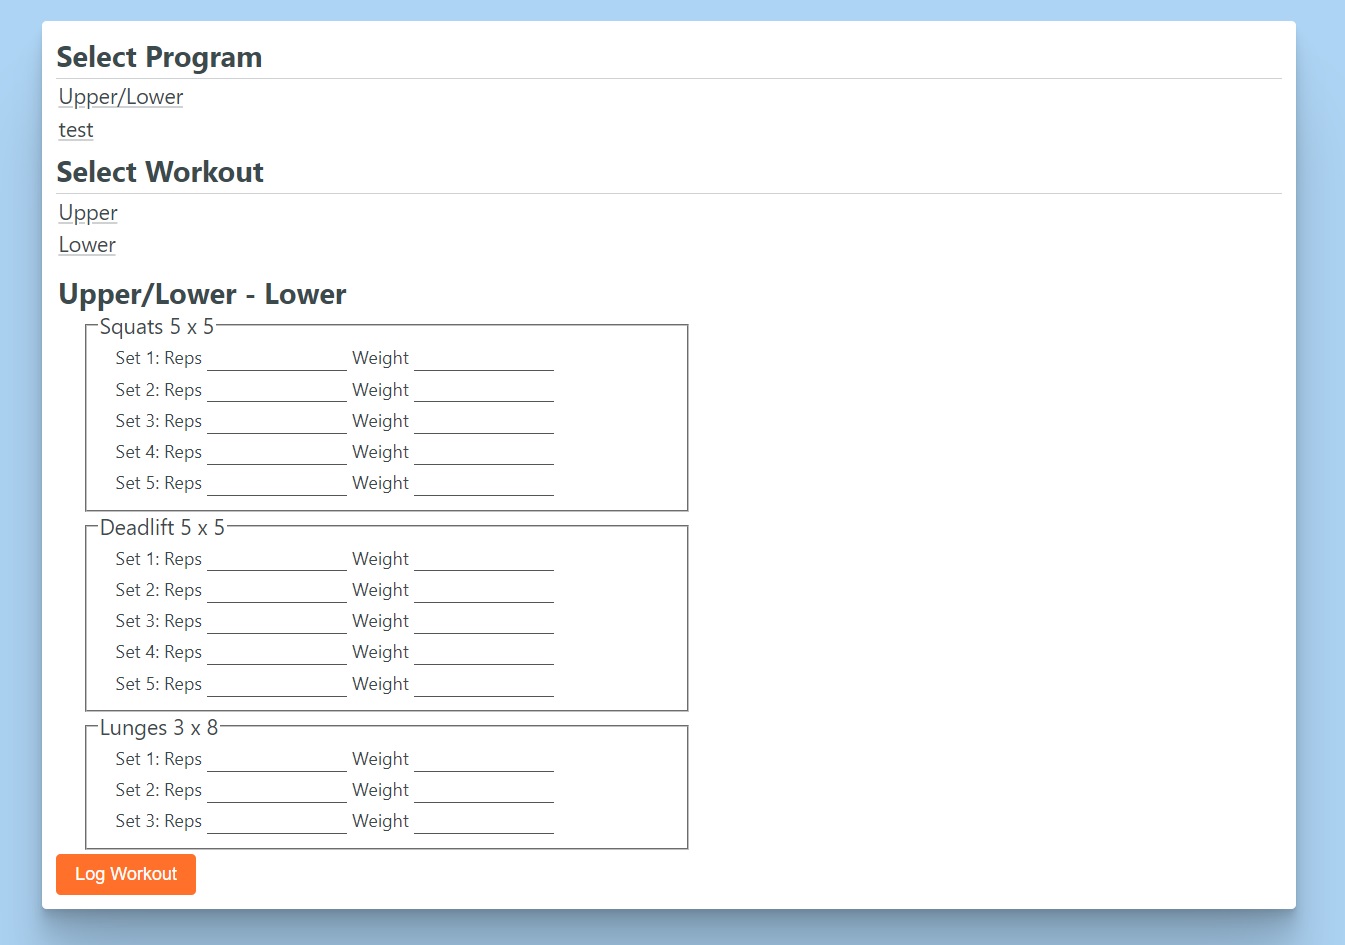 Select Program
Upper/Lower
test
Select Workout
Upper
Lower
Upper/Lower - Lower
Squats 5 x 5
Set 1: Reps Weight
Set 2: Reps Weight
Set 3: Reps Weight
Set 4: Reps Weight
Set 5: Reps Weight
Deadlift 5 x 5
Set 1: Reps Weight
Set 2: Reps Weight
Set 3: Reps Weight
Set 4: Reps Weight
Set 5: Reps Weight
Lunges 3 x 8
Set 1: Reps Weight
Set 2: Reps Weight
Set 3: Reps Weight
Log Workout